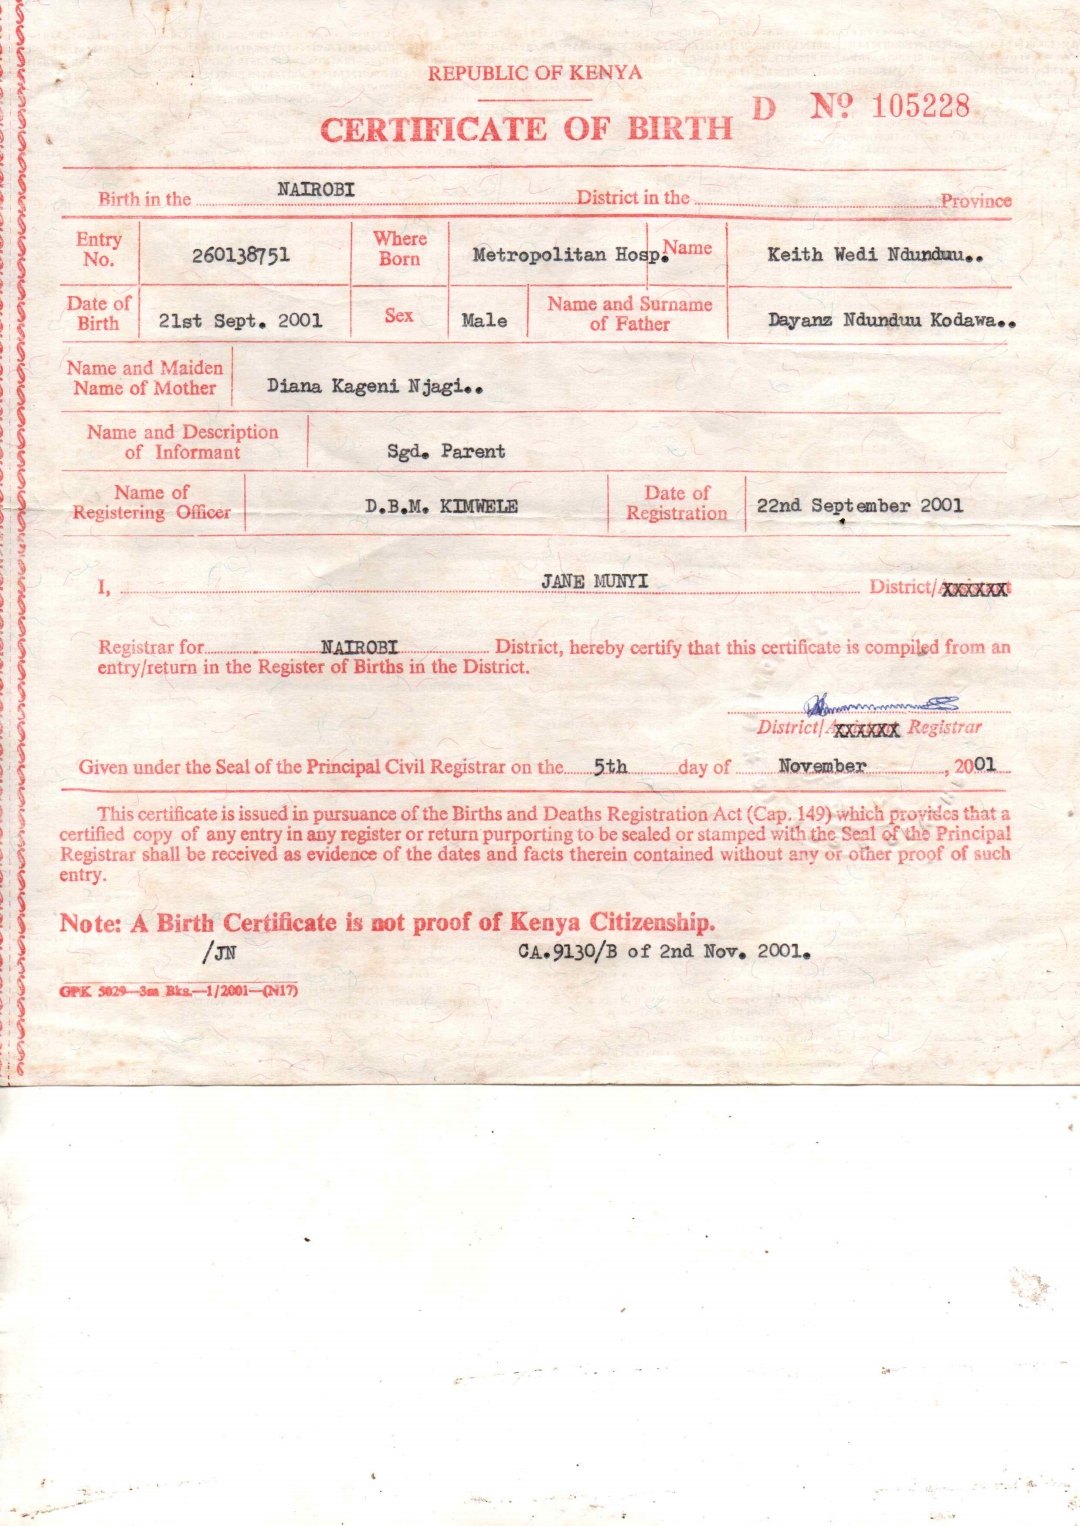 REPUBLIC OF KENYA
CERTIFICATE OF BIRTH D Nº 105228
Birth in the NAIROBI District in the Province
Entry No. 260138751 Where Born Metropolitan Hosp. Name Keith Wedi Ndunduu..
Date of Birth 21st Sept. 2001 Sex Male Name and Surname of Father Dayanz Ndunduu Kodawa..
Name and Maiden Name of Mother Diana Kageni Njagi..
Name and Description of Informant Sgd. Parent
Name of Registering Officer D.B.M. KIMWELE Date of Registration 22nd September 2001
I, JANE MUNYI District/
Registrar for NAIROBI District, hereby certify that this certificate is compiled from an
entry/return in the Register of Births in the District.
District/ Registrar
Given under the Seal of the Principal Civil Registrar on the 5th day of November, 2001
This certificate is issued in pursuance of the Births and Deaths Registration Act (Cap. 149) which provides that a
certified copy of any entry in any register or return purporting to be sealed or stamped with the Seal of the Principal
Registrar shall be received as evidence of the dates and facts therein contained without any or other proof of such
entry.
Note: A Birth Certificate is not proof of Kenya Citizenship.
/JN CA.9130/B of 2nd Nov. 2001.
GPK 5029—3m Bks.—1/2001—(N17)